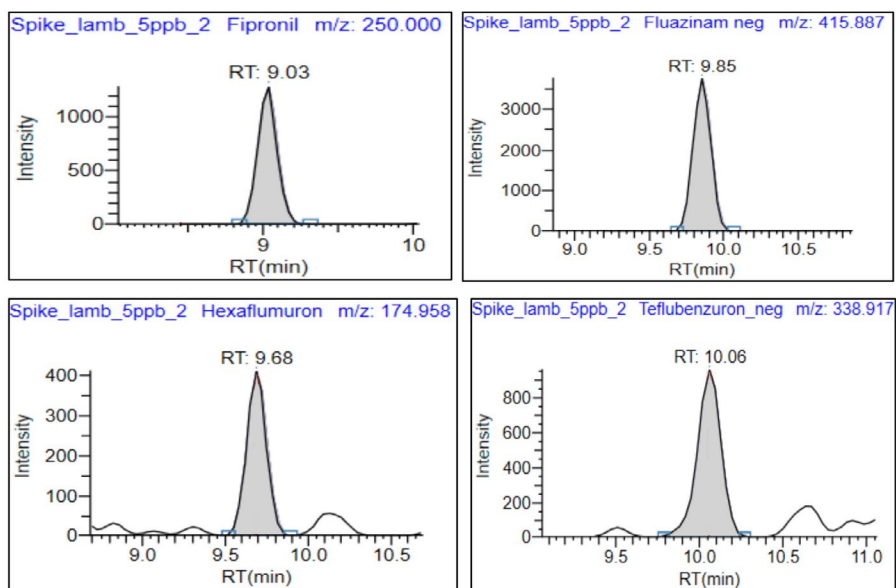 Spike_lamb_5ppb_2 Fipronil m/z: 250.000
RT: 9.03
1000
500
0
Intensity
9 10
RT(min)
Spike_lamb_5ppb_2 Fluazinam neg m/z: 415.887
RT: 9.85
3000
2000
1000
0
Intensity
9.0 9.5 10.0 10.5
RT(min)
Spike_lamb_5ppb_2 Hexaflumuron m/z: 174.958
RT: 9.68
400
300
200
100
0
Intensity
9.0 9.5 10.0 10.5
RT(min)
Spike_lamb_5ppb_2 Teflubenzuron_neg m/z: 338.917
RT: 10.06
800
600
400
200
0
Intensity
9.5 10.0 10.5 11.0
RT(min)